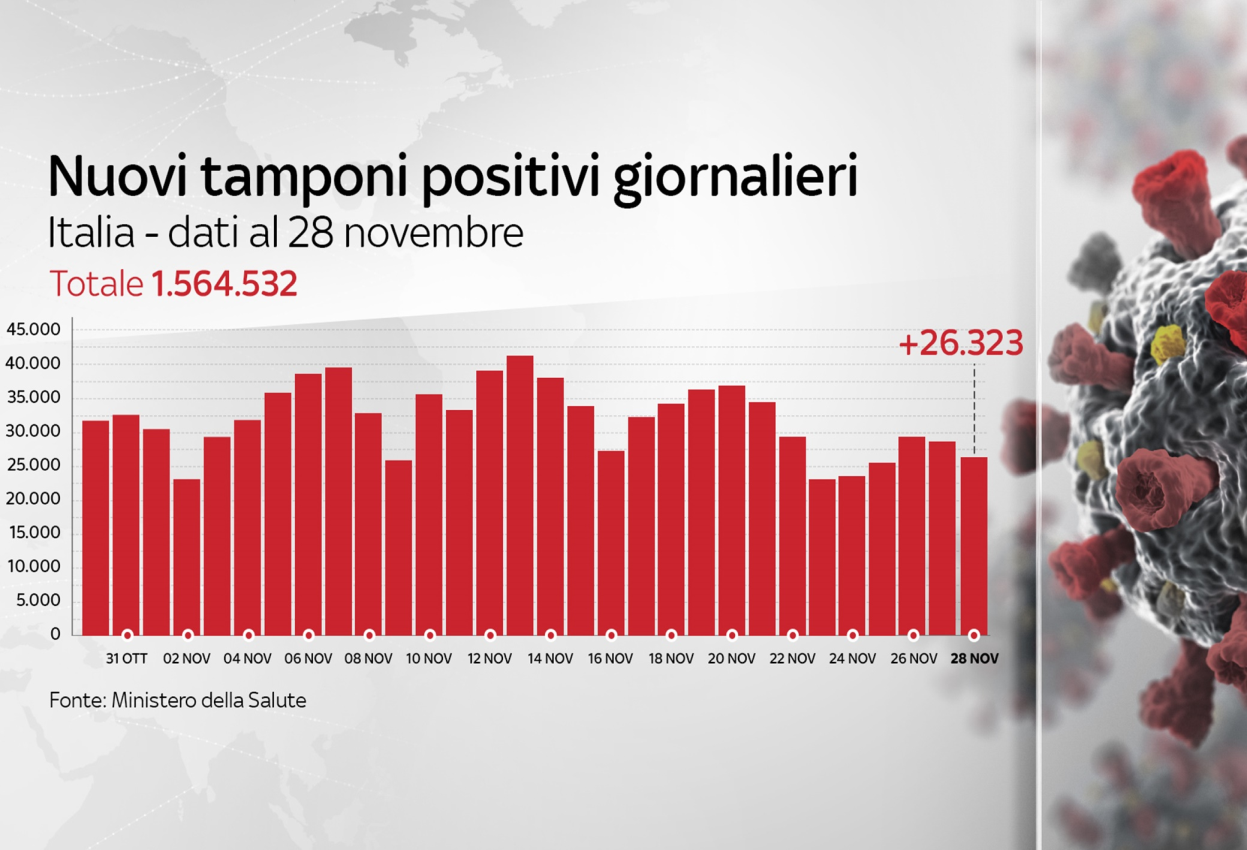 Nuovi tamponi positivi giornalieri
Italia - dati al 28 novembre
Totale 1.564.532
45.000
+26.323
40.000
35.000
30.000
25.000
20.000
15.000
10.000
5.000
0
31 OTT 02 NOV 04 NOV 06 NOV 08 NOV 10 NOV 12 NOV 14 NOV 16 NOV 18 NOV 20 NOV 22 NOV 24 NOV 26 NOV 28 NOV
Fonte: Ministero della Salute